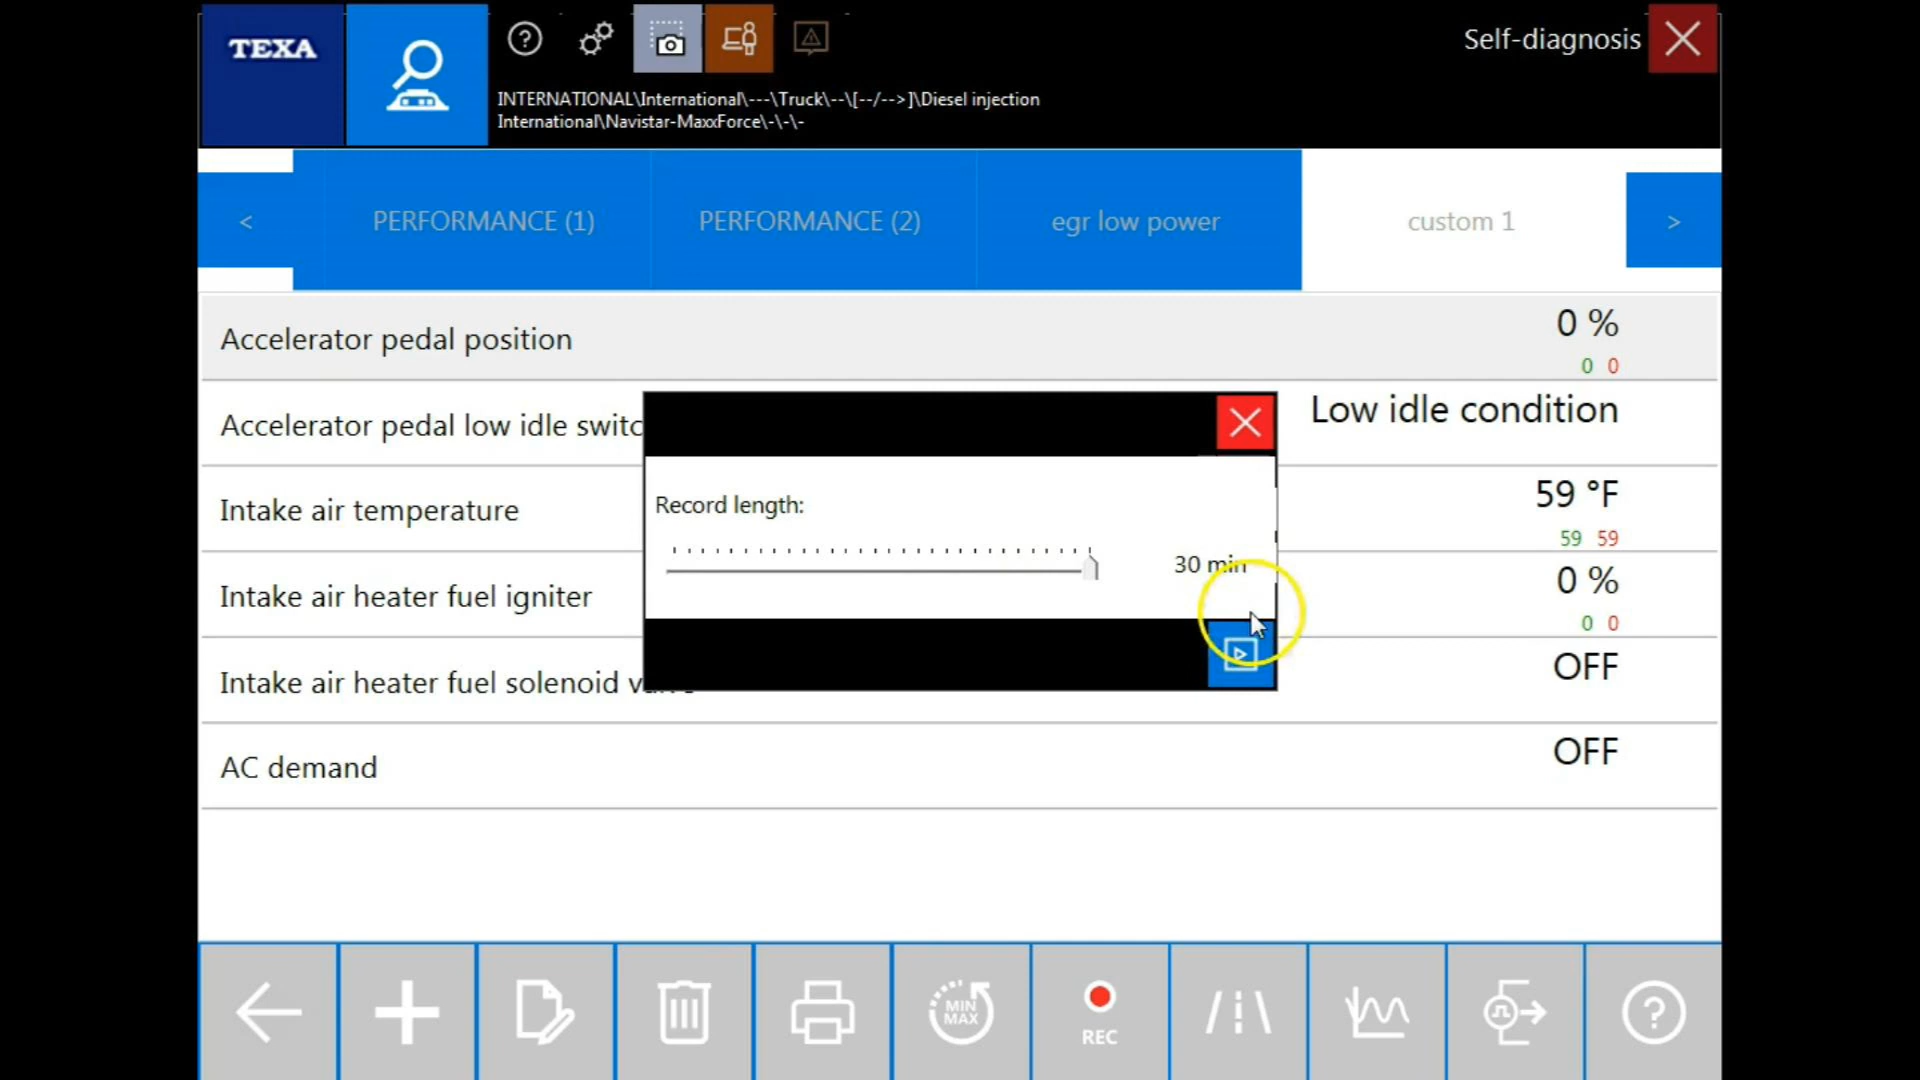 TEXA
Self-diagnosis
INTERNATIONAL\International\---\Truck\--\[--/-->]\Diesel injection
International\Navistar-MaxxForce\-\-\-
<
PERFORMANCE (1)
PERFORMANCE (2)
egr low power
custom 1
>
Accelerator pedal position
0 %
0 0
Accelerator pedal low idle switc
Low idle condition
Record length:
30 min
Intake air temperature
59 °F
59 59
Intake air heater fuel igniter
0 %
0 0
Intake air heater fuel solenoid valve
OFF
AC demand
OFF
MIN
MAX
REC